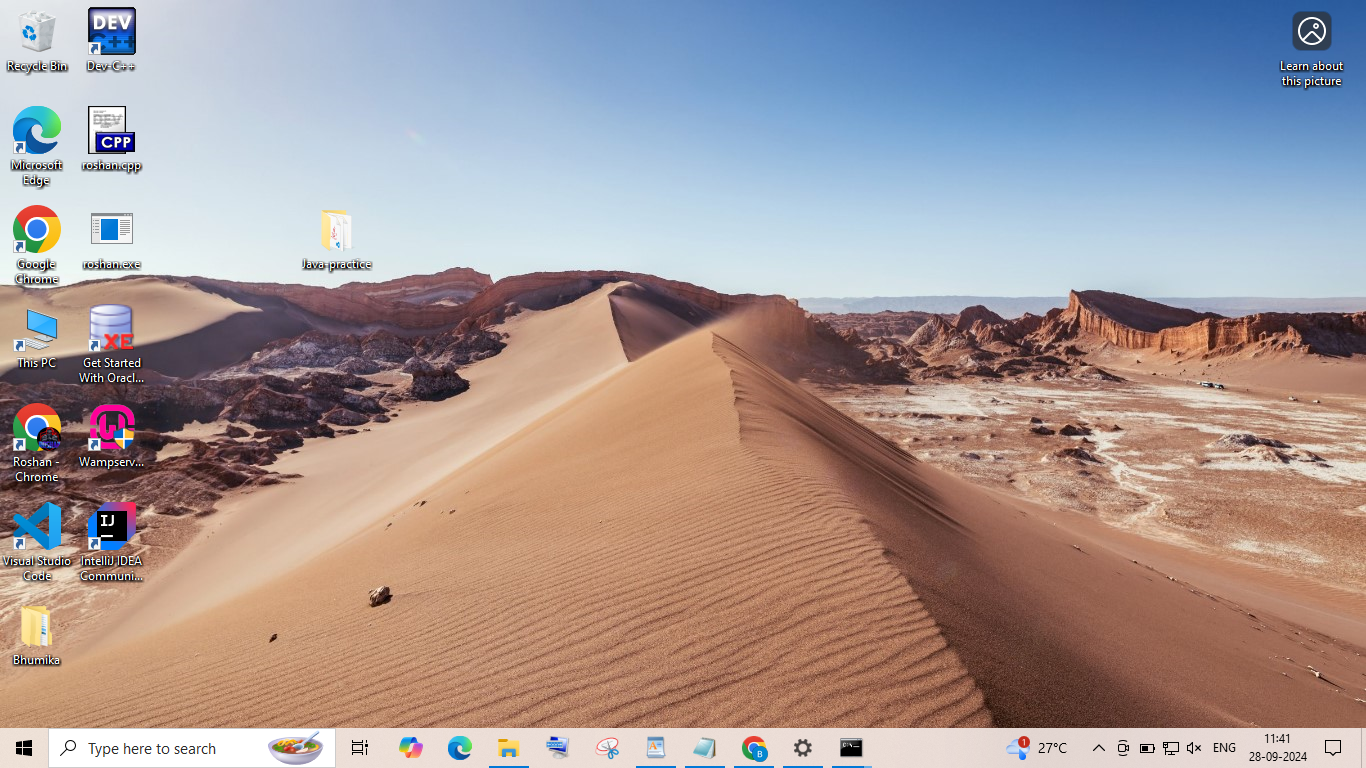 Recycle Bin
DEV
C++
Dev-C++
Learn about
this picture
Microsoft
Edge
DEV
CPP
roshan.cpp
Google
Chrome
roshan.exe
Java-practice
This PC
XE
Get Started
With Oracl...
Roshan -
Chrome
Wampserv...
Visual Studio
Code
IJ
IntelliJ IDEA
Communi...
Bhumika
Type here to search
B
1
27°C
ENG
11:41
28-09-2024